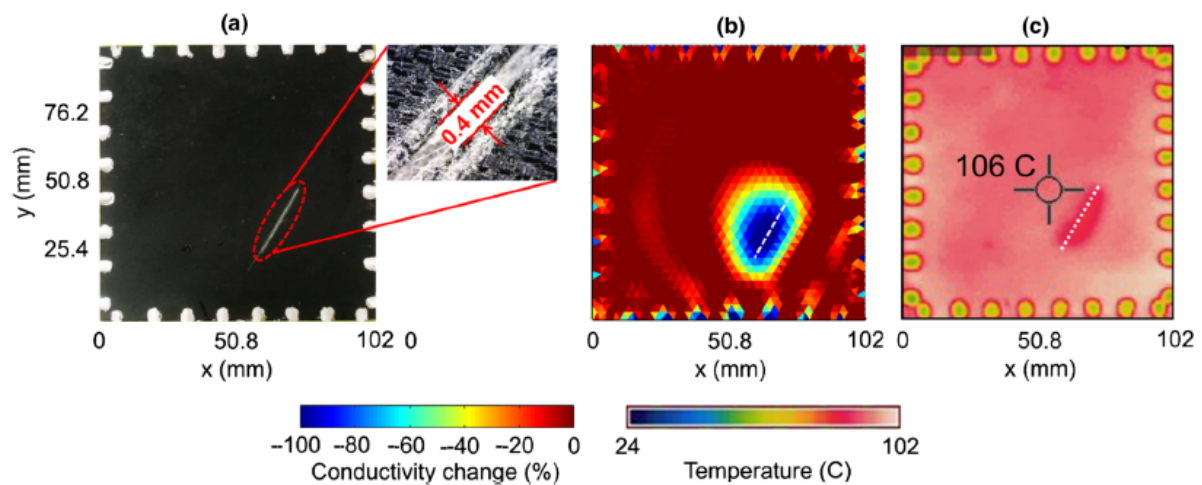 (a)
(b)
(c)
0.4 mm
106 C
76.2
50.8
25.4
y (mm)
0 50.8 102 0
x (mm)
0 50.8 102
x (mm)
0 50.8 102
x (mm)
--100 --80 --60 --40 --20 0
Conductivity change (%)
24 102
Temperature (C)